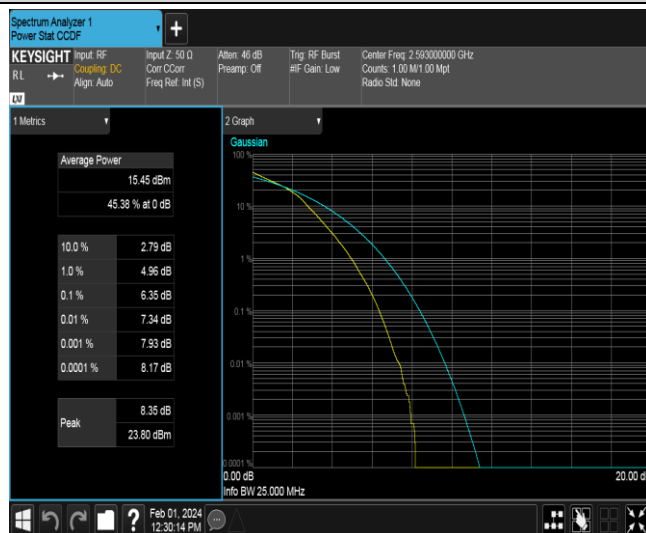 Spectrum Analyzer 1
Power Stat CCDF
KEYSIGHT
RL
LXI
Input: RF
Coupling: DC
Align: Auto
Input Z: 50 Ω
Corr CCorr
Freq Ref: Int (S)
Atten: 46 dB
Preamp: Off
Trig: RF Burst
#IF Gain: Low
Center Freq: 2.593000000 GHz
Counts: 1.00 M/1.00 Mpt
Radio Std: None
1 Metrics
Average Power
15.45 dBm
45.38 % at 0 dB
10.0 % 2.79 dB
1.0 % 4.96 dB
0.1 % 6.35 dB
0.01 % 7.34 dB
0.001 % 7.93 dB
0.0001 % 8.17 dB
Peak
8.35 dB
23.80 dBm
2 Graph
Gaussian
100 %
10 %
1 %
0.1 %
0.01 %
0.001 %
0.0001 %
0.00 dB
20.00 d
Info BW 25.000 MHz
?
Feb 01, 2024
12:30:14 PM